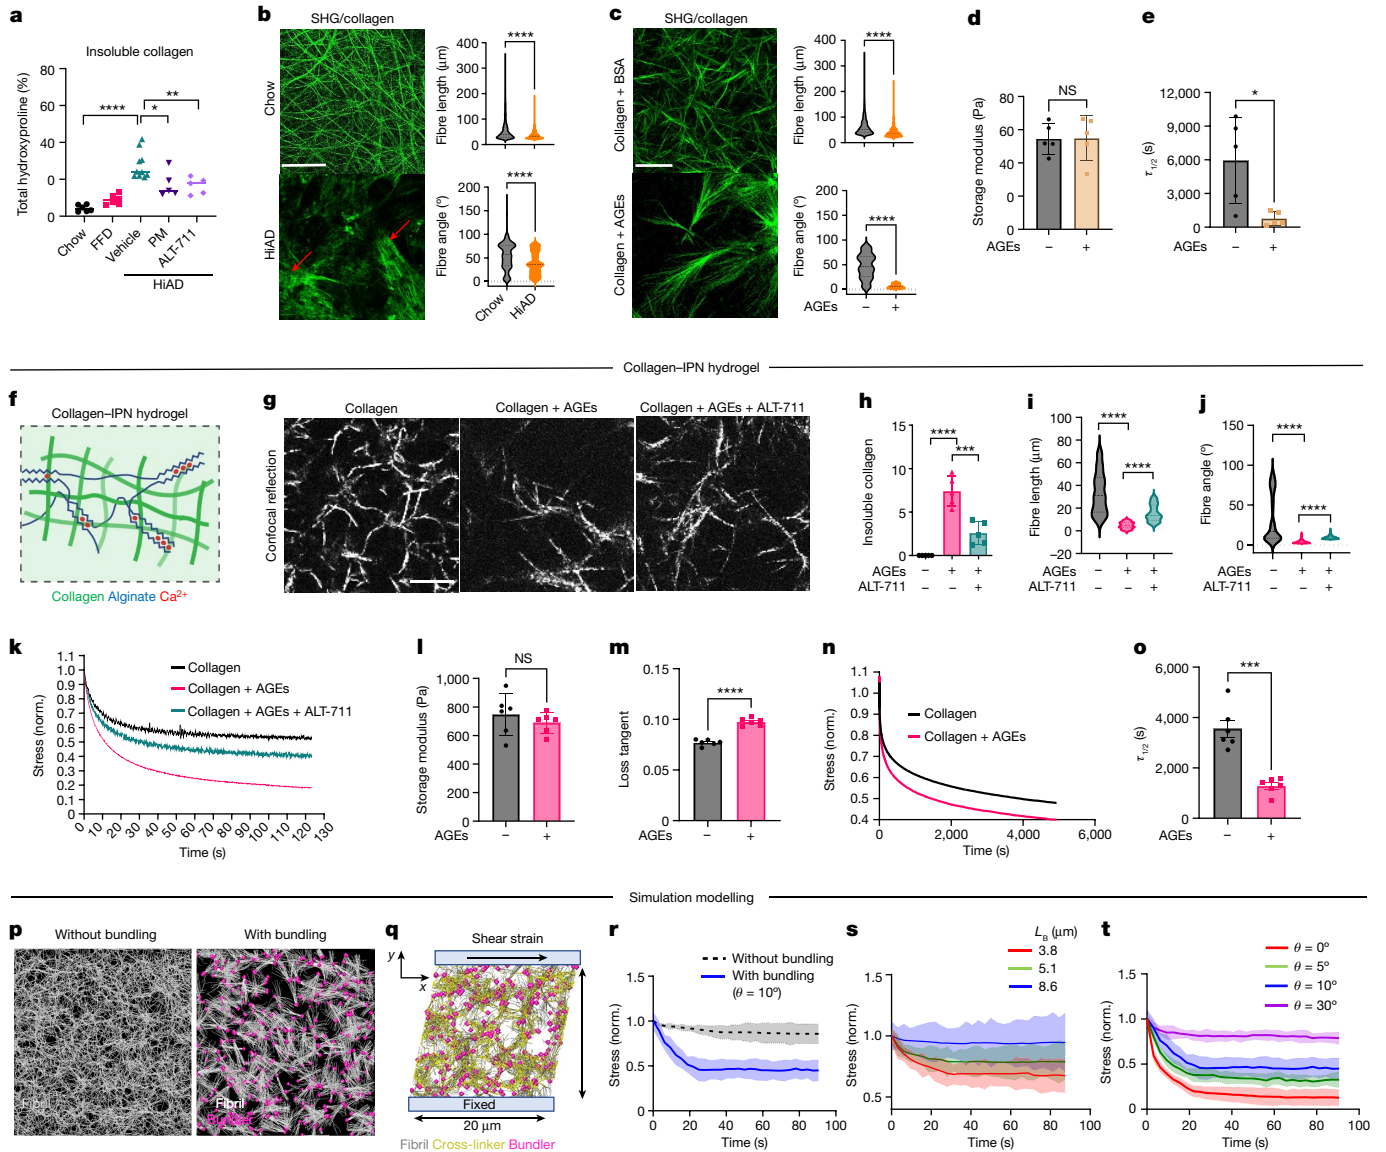 a
Insoluble collagen
Total hydroxyproline (%)
80
60
40
0
0
****
*
**
Chow
FFD
Vehicle
PM
ALT-711
HiAD
b
SHG/collagen
Chow
HiAD
Fibre length (μm)
400
300
200
100
0
****
Fibre angle (°)
200
150
100
50
0
****
Chow
HiAD
c
SHG/collagen
Collagen + BSA
Collagen + AGEs
Fibre length (μm)
400
300
200
100
0
****
Fibre angle (°)
200
150
100
50
0
****
AGEs
–
+
d
Storage modulus (Pa)
80
60
40
0
0
NS
AGEs
–
+
e
τ1/2 (s)
12,000
9,000
6,000
3,000
0
*
AGEs
–
+
Collagen–IPN hydrogel
f
Collagen–IPN hydrogel
Collagen Alginate Ca2+
g
Collagen
Collagen + AGEs
Collagen + AGEs + ALT-711
Confocal reflection
h
Insoluble collagen
15
10
5
0
****
***
AGEs – + +
ALT-711 – – +
i
Fibre length (μm)
100
80
60
40
20
0
–20
****
****
AGEs – + +
ALT-711 – – +
j
Fibre angle (°)
150
100
50
0
****
****
AGEs – + +
ALT-711 – – +
k
Stress (norm.)
1.1
1.0
0.9
0.8
0.7
0.6
0.5
0.4
0.3
0.2
0.1
0
Collagen
Collagen + AGEs
Collagen + AGEs + ALT-711
0 10 20 30 40 50 60 70 80 90 100 110 120 130
Time (s)
l
Storage modulus (Pa)
1,000
800
600
400
200
0
NS
AGEs
–
+
m
Loss tangent
0.15
0.10
0.05
0
****
AGEs
–
+
n
Stress (norm.)
1.1
1.0
0.9
0.8
0.7
0.6
0.5
0.4
Collagen
Collagen + AGEs
0 2,000 4,000 6,000
Time (s)
o
τ1/2 (s)
6,000
4,000
2,000
0
***
AGEs
–
+
Simulation modelling
p
Without bundling
With bundling
Fibril
Fibril
Bundler
q
Shear strain
y
x
Fixed
20 μm
Fibril Cross-linker Bundler
r
Without bundling
With bundling
(θ = 10°)
Stress (norm.)
1.5
1.0
0.5
0
0 20 40 60 80 100
Time (s)
s
LB (μm)
3.8
5.1
8.6
Stress (norm.)
1.5
1.0
0.5
0 20 40 60 80 100
Time (s)
t
θ = 0°
θ = 5°
θ = 10°
θ = 30°
Stress (norm.)
1.5
1.0
0.5
0
0 20 40 60 80 100
Time (s)